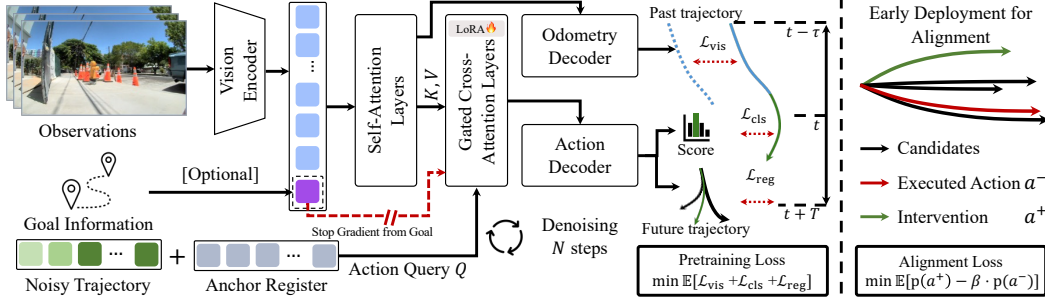 Observations
Vision
Encoder
Goal Information
[Optional]
Noisy Trajectory
Anchor Register
+
...
...
...
Self-Attention
Layers
K, V
LoRA🔥
Gated Cross-
Attention Layers
Stop Gradient from Goal
Action Query Q
Denoising
N steps
Odometry
Decoder
Action
Decoder
Past trajectory
Score
Future trajectory
ℒvis
ℒcls
ℒreg
t − τ
t
t + T
Pretraining Loss
min 𝔼[ℒvis +ℒcls +ℒreg]
Early Deployment for
Alignment
Candidates
Executed Action a⁻
Intervention a⁺
Alignment Loss
min 𝔼[p(a⁺) − β · p(a⁻)]